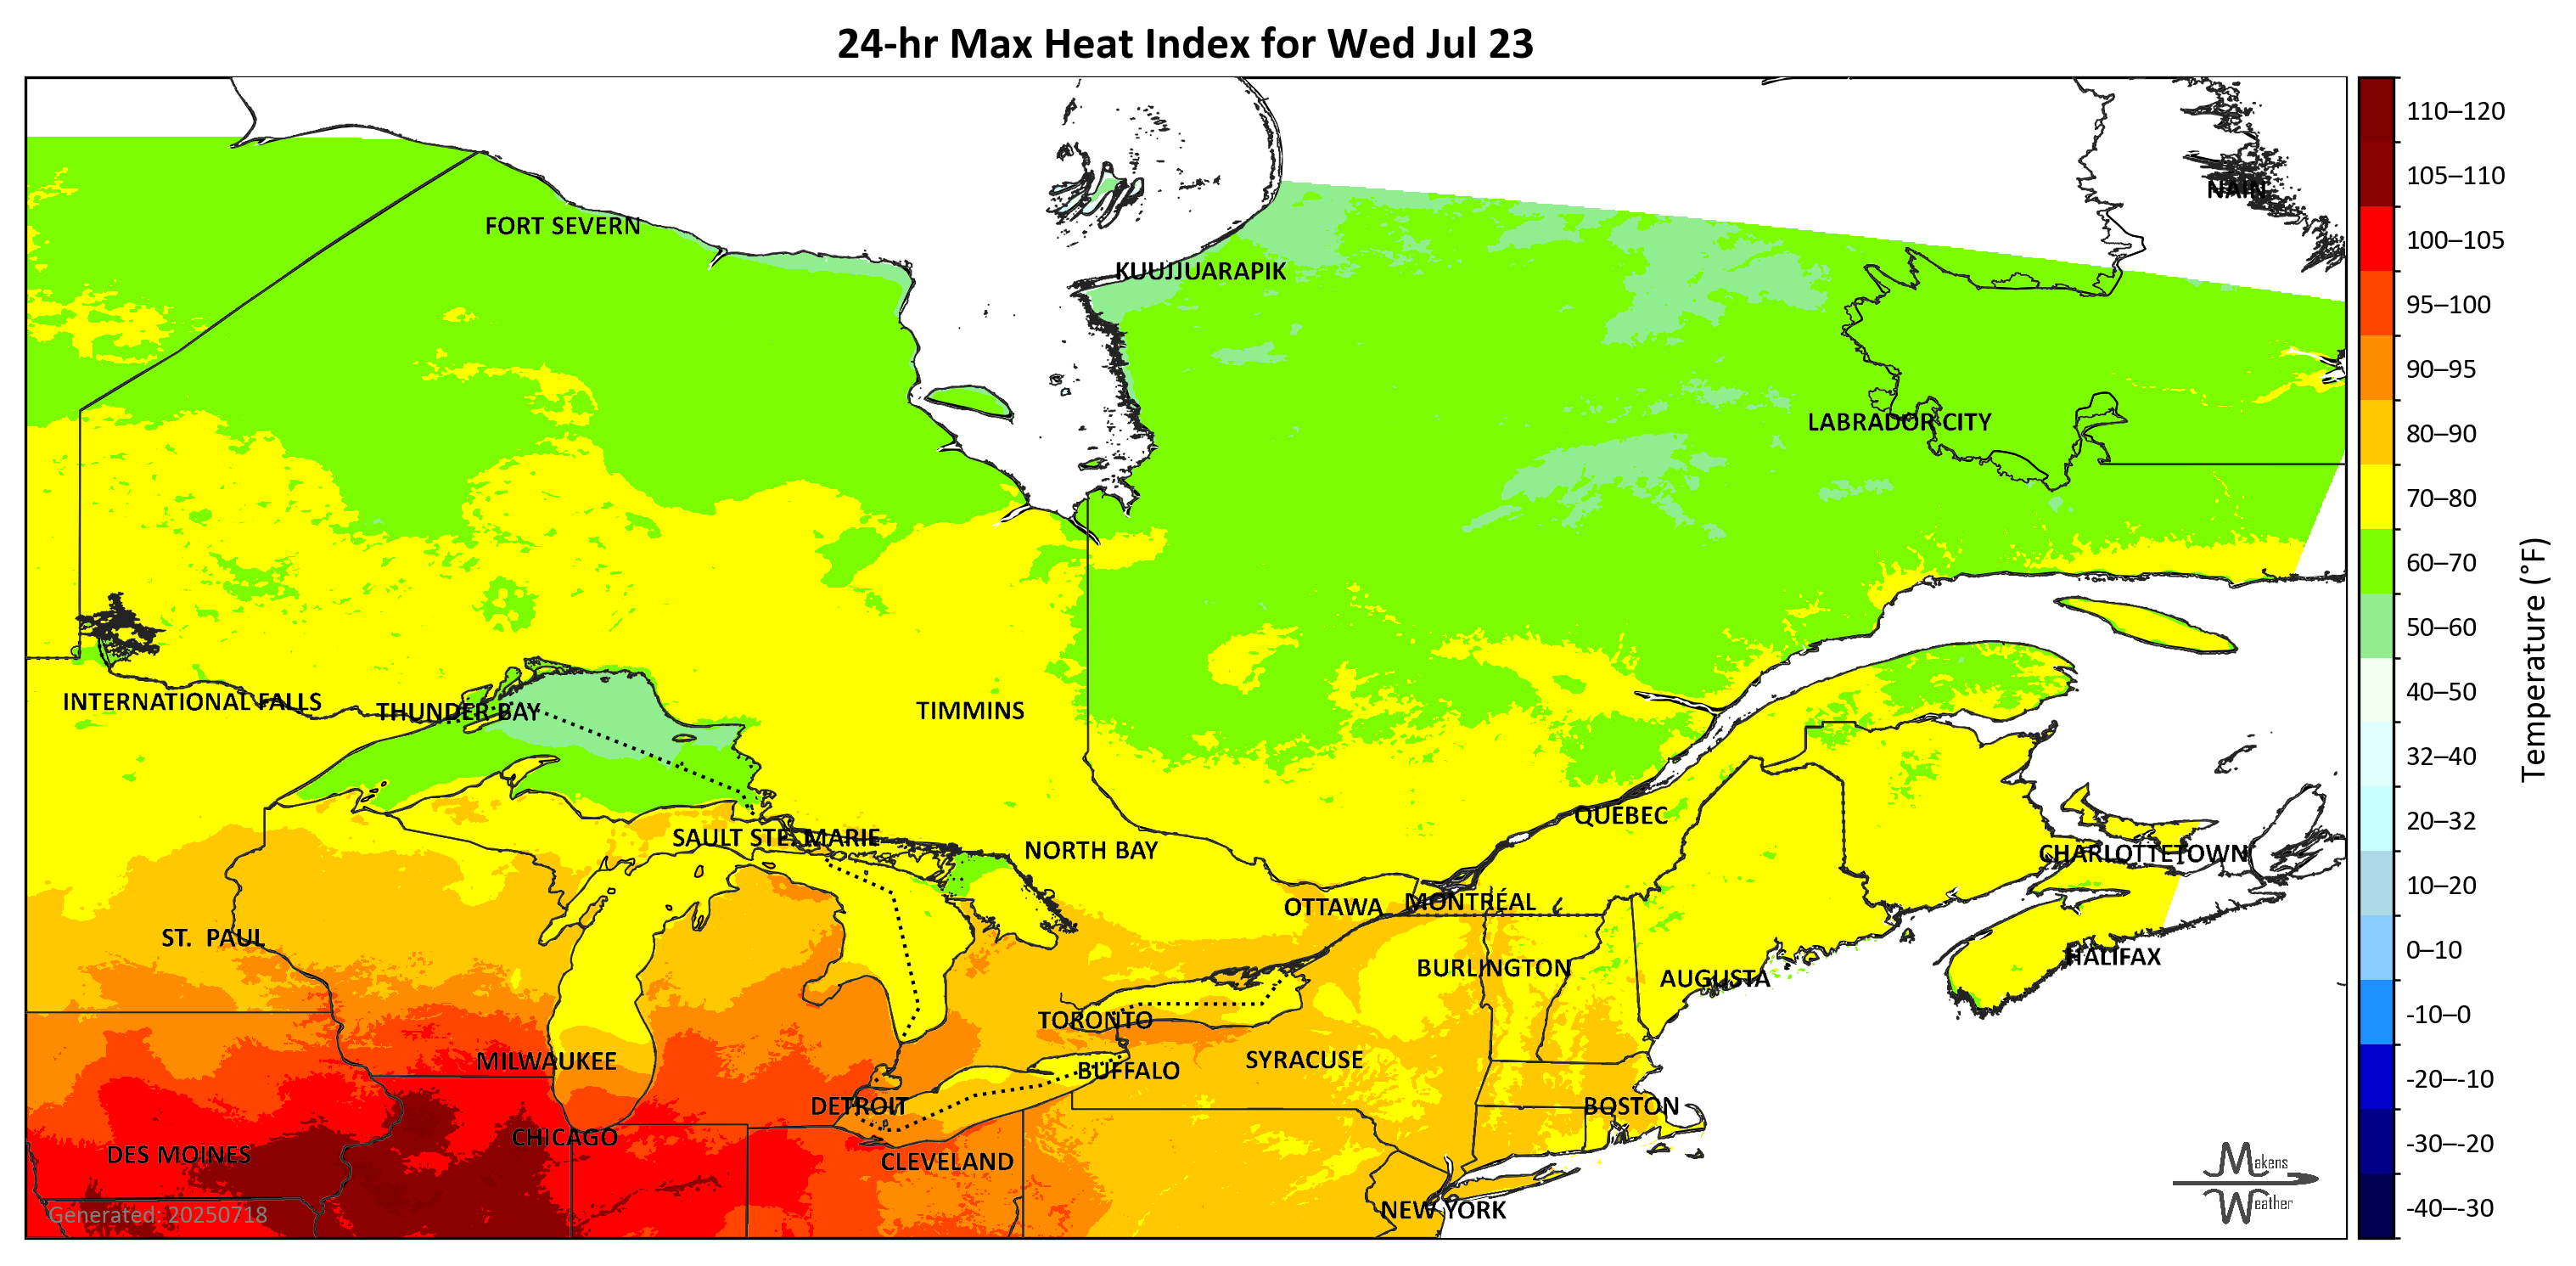 24-hr Max Heat Index for Wed Jul 23
NAIN
FORT SEVERN
KUUJJUARAPIK
LABRADOR CITY
INTERNATIONAL FALLS
THUNDER BAY
TIMMINS
QUEBEC
SAULT STE. MARIE
NORTH BAY
CHARLOTTETOWN
OTTAWA
MONTRÉAL
ST. PAUL
HALIFAX
BURLINGTON
AUGUSTA
TORONTO
MILWAUKEE
SYRACUSE
BUFFALO
DETROIT
BOSTON
CHICAGO
DES MOINES
CLEVELAND
NEW YORK
Generated: 20250718
Makens
Weather
110–120
105–110
100–105
95–100
90–95
80–90
70–80
60–70
50–60
40–50
32–40
20–32
10–20
0–10
-10–0
-20–-10
-30–-20
-40–-30
Temperature (°F)